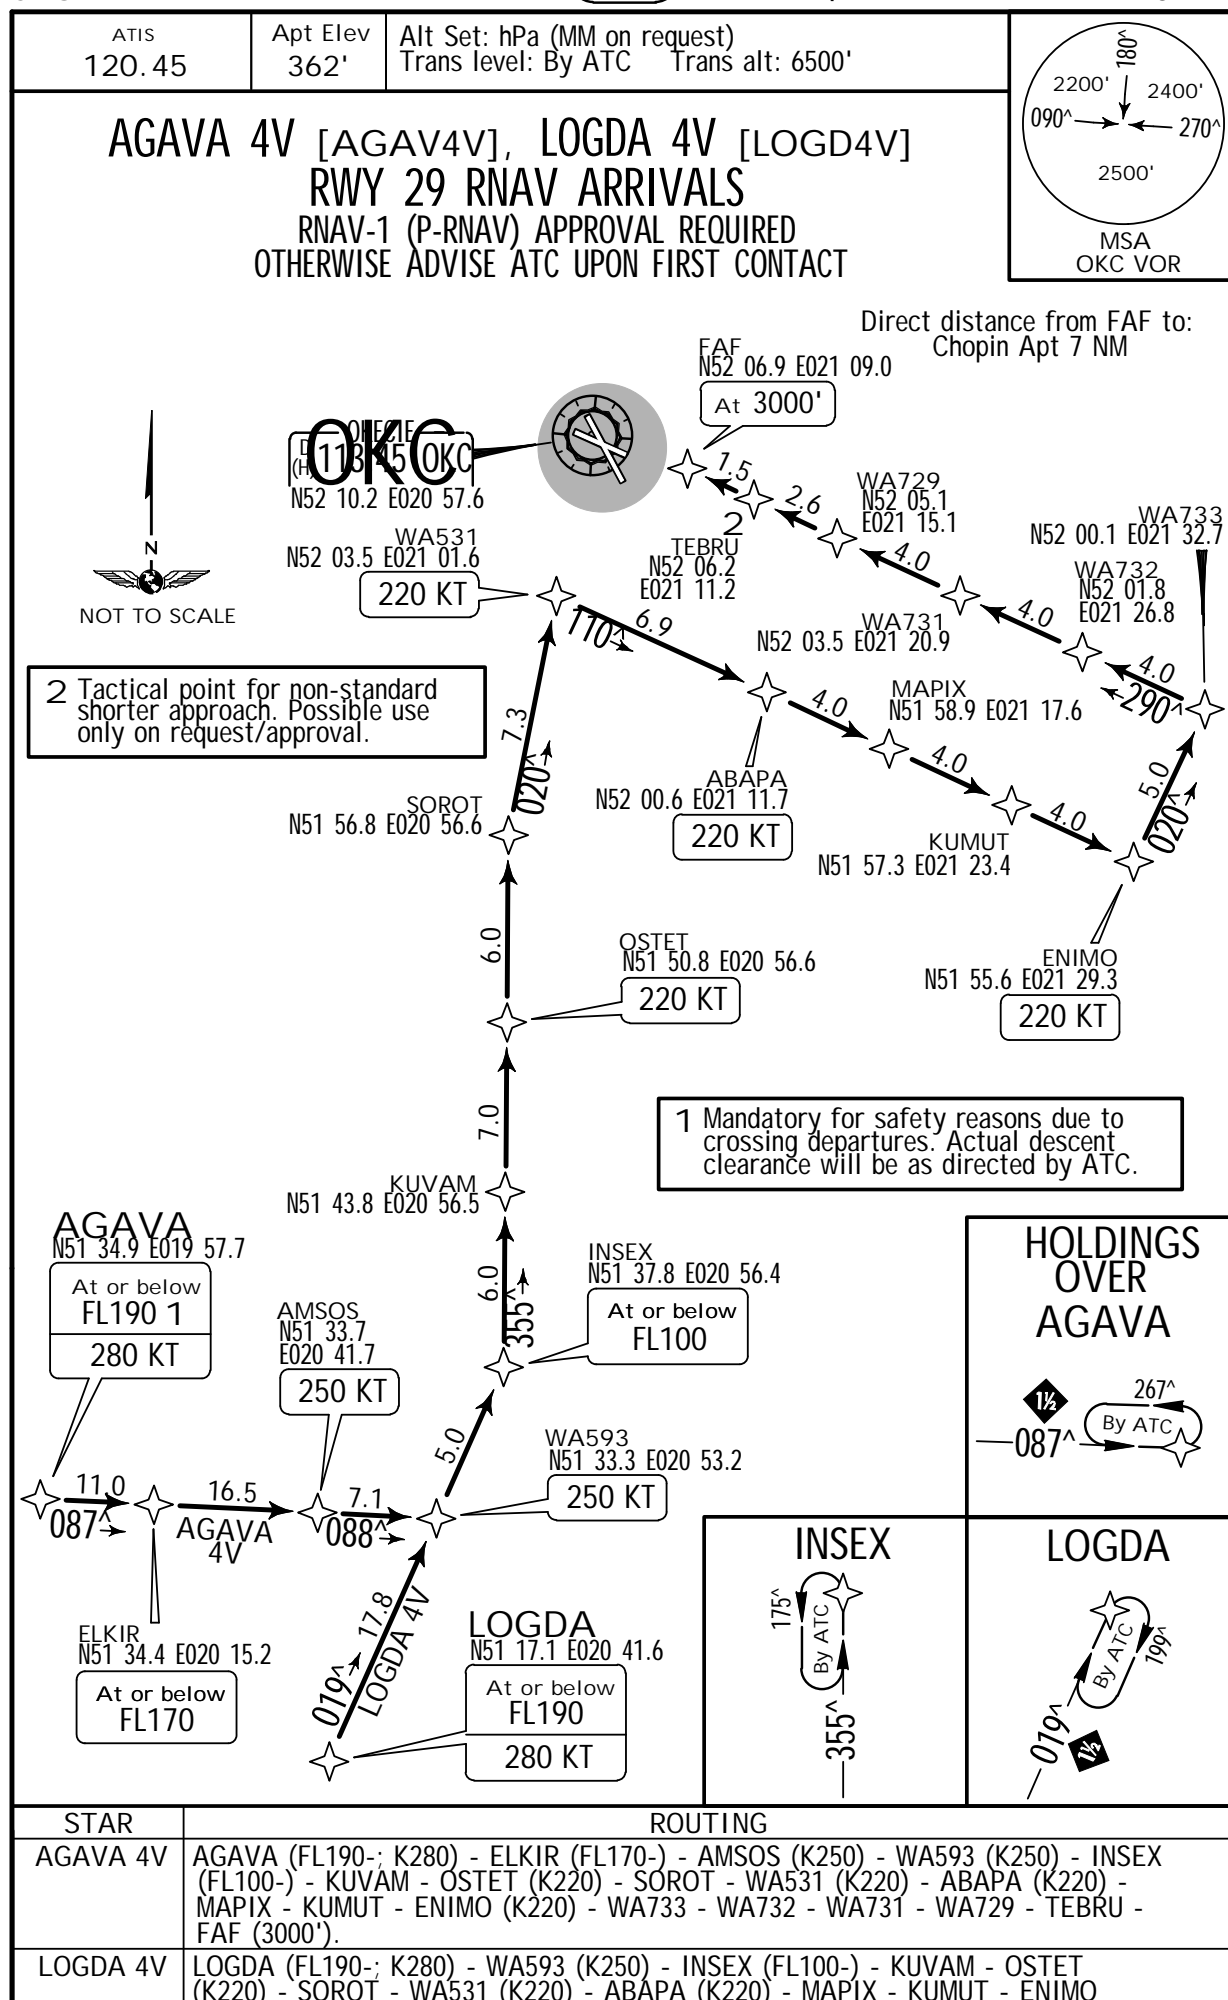 ATIS
120.45
Apt Elev
362'
Alt Set: hPa (MM on request)
Trans level: By ATC Trans alt: 6500'
180^
2200'
2400'
090^
270^
2500'
MSA
OKC VOR
AGAVA 4V [AGAV4V], LOGDA 4V [LOGD4V]
RWY 29 RNAV ARRIVALS
RNAV-1 (P-RNAV) APPROVAL REQUIRED
OTHERWISE ADVISE ATC UPON FIRST CONTACT
Direct distance from FAF to:
Chopin Apt 7 NM
FAF
N52 06.9 E021 09.0
At 3000'
OKECIE
D
(H)
113.45 OKC
OKC
N52 10.2 E020 57.6
N
NOT TO SCALE
WA531
N52 03.5 E021 01.6
220 KT
1.5
2
TEBRU
N52 06.2
E021 11.2
2.6
WA729
N52 05.1
E021 15.1
4.0
WA733
N52 00.1 E021 32.7
WA732
N52 01.8
E021 26.8
4.0
WA731
N52 03.5 E021 20.9
4.0
290^
110^
6.9
4.0
MAPIX
N51 58.9 E021 17.6
4.0
4.0
5.0
020^
2 Tactical point for non-standard
shorter approach. Possible use
only on request/approval.
7.3
020^
ABAPA
N52 00.6 E021 11.7
220 KT
SOROT
N51 56.8 E020 56.6
KUMUT
N51 57.3 E021 23.4
6.0
OSTET
N51 50.8 E020 56.6
220 KT
ENIMO
N51 55.6 E021 29.3
220 KT
7.0
1 Mandatory for safety reasons due to
crossing departures. Actual descent
clearance will be as directed by ATC.
KUVAM
N51 43.8 E020 56.5
AGAVA
N51 34.9 E019 57.7
At or below
FL190 1
280 KT
6.0
355^
INSEX
N51 37.8 E020 56.4
At or below
FL100
AMSOS
N51 33.7
E020 41.7
250 KT
5.0
WA593
N51 33.3 E020 53.2
250 KT
11.0
087^
16.5
AGAVA
4V
7.1
088^
ELKIR
N51 34.4 E020 15.2
At or below
FL170
17.8
019^
LOGDA 4V
LOGDA
N51 17.1 E020 41.6
At or below
FL190
280 KT
HOLDINGS
OVER
AGAVA
1½
267^
By ATC
087^
INSEX
175^
By ATC
355^
LOGDA
By ATC
199^
019^
1½
STAR ROUTING
AGAVA 4V AGAVA (FL190-; K280) - ELKIR (FL170-) - AMSOS (K250) - WA593 (K250) - INSEX
(FL100-) - KUVAM - OSTET (K220) - SOROT - WA531 (K220) - ABAPA (K220) -
MAPIX - KUMUT - ENIMO (K220) - WA733 - WA732 - WA731 - WA729 - TEBRU -
FAF (3000').
LOGDA 4V LOGDA (FL190-; K280) - WA593 (K250) - INSEX (FL100-) - KUVAM - OSTET
(K220) - SOROT - WA531 (K220) - ABAPA (K220) - MAPIX - KUMUT - ENIMO